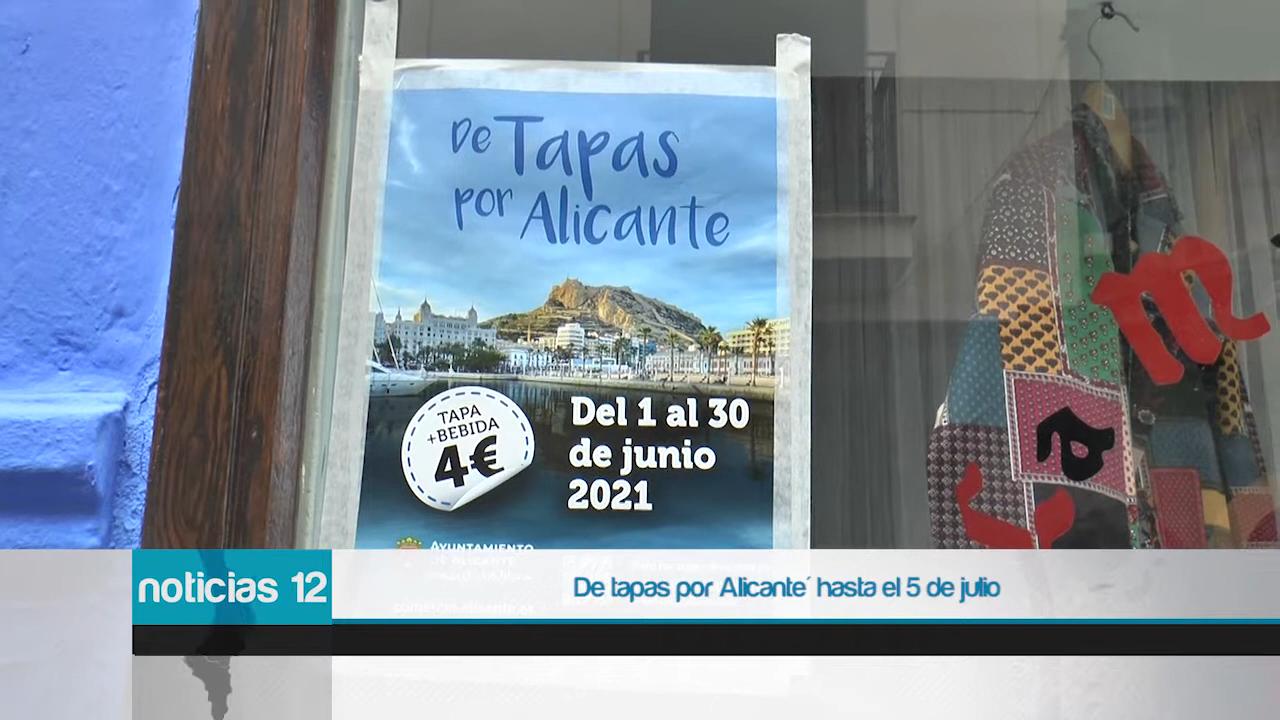 De Tapas
por Alicante
TAPA
+BEBIDA
4€
Del 1 al 30
de junio
2021
AYUNTAMIENTO
noticias 12
De tapas por Alicante´ hasta el 5 de julio